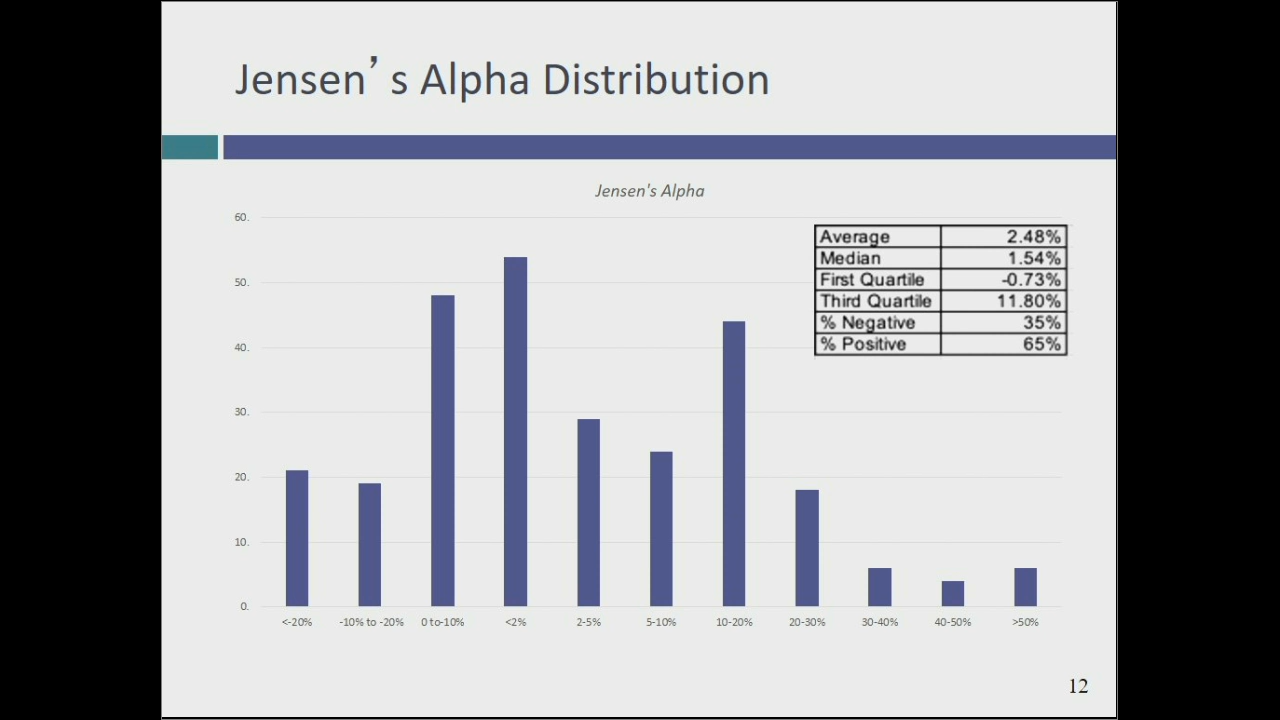 Jensen’s Alpha Distribution
Jensen's Alpha
60.
50.
40.
30.
20.
10.
0.
<-20% -10% to -20% 0 to-10% <2% 2-5% 5-10% 10-20% 20-30% 30-40% 40-50% >50%
Average 2.48%
Median 1.54%
First Quartile -0.73%
Third Quartile 11.80%
% Negative 35%
% Positive 65%
12